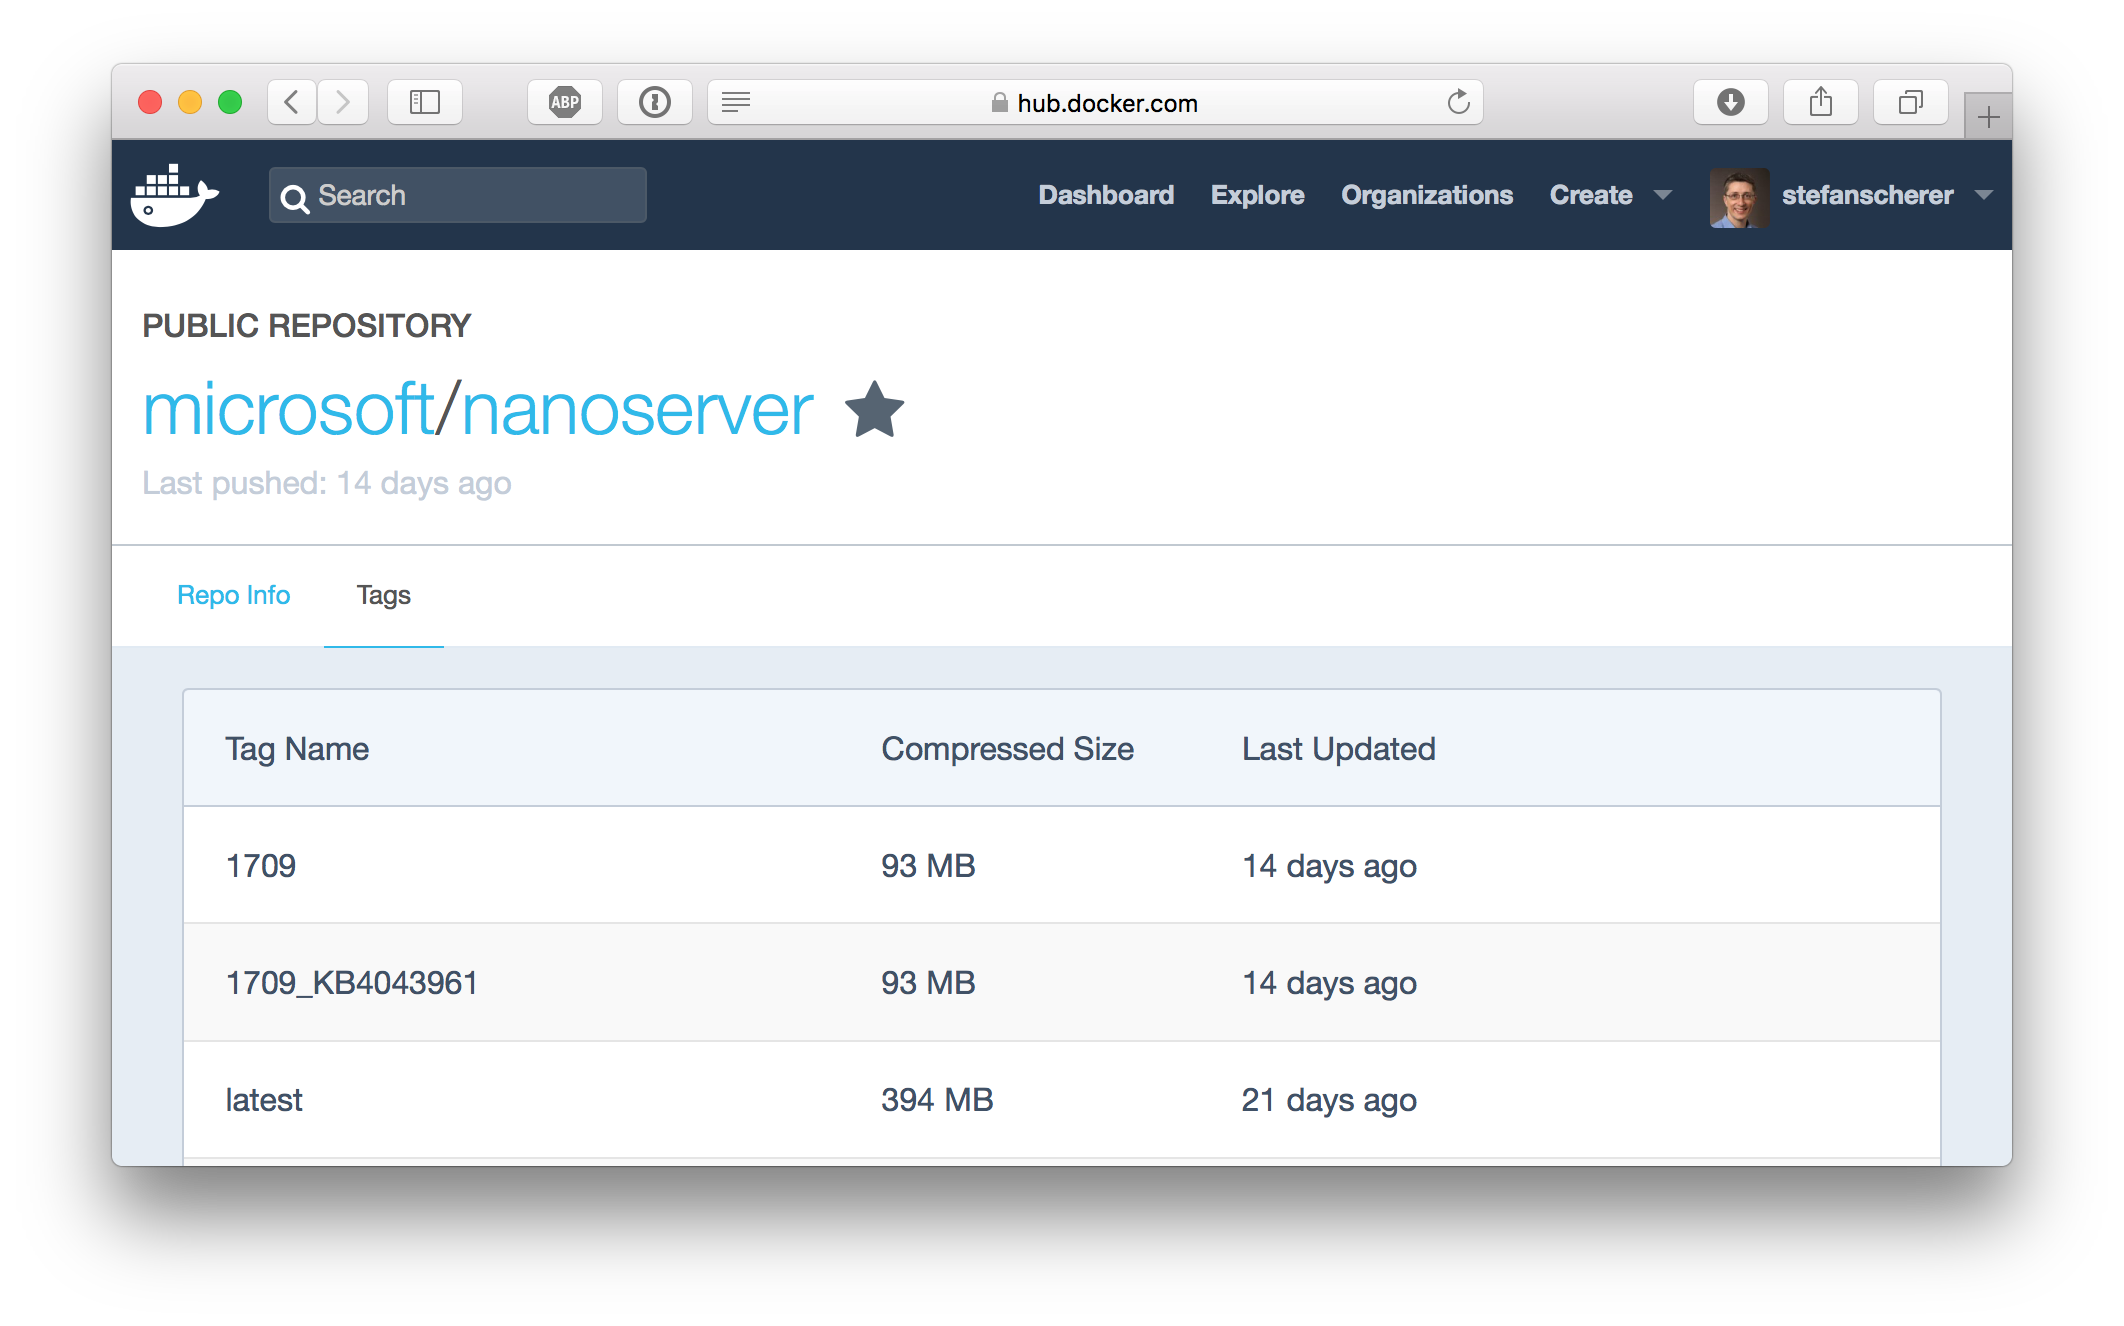 ABP
hub.docker.com
Search
Dashboard Explore Organizations Create stefanscherer
PUBLIC REPOSITORY
microsoft/nanoserver
Last pushed: 14 days ago
Repo Info Tags
Tag Name Compressed Size Last Updated
1709 93 MB 14 days ago
1709_KB4043961 93 MB 14 days ago
latest 394 MB 21 days ago